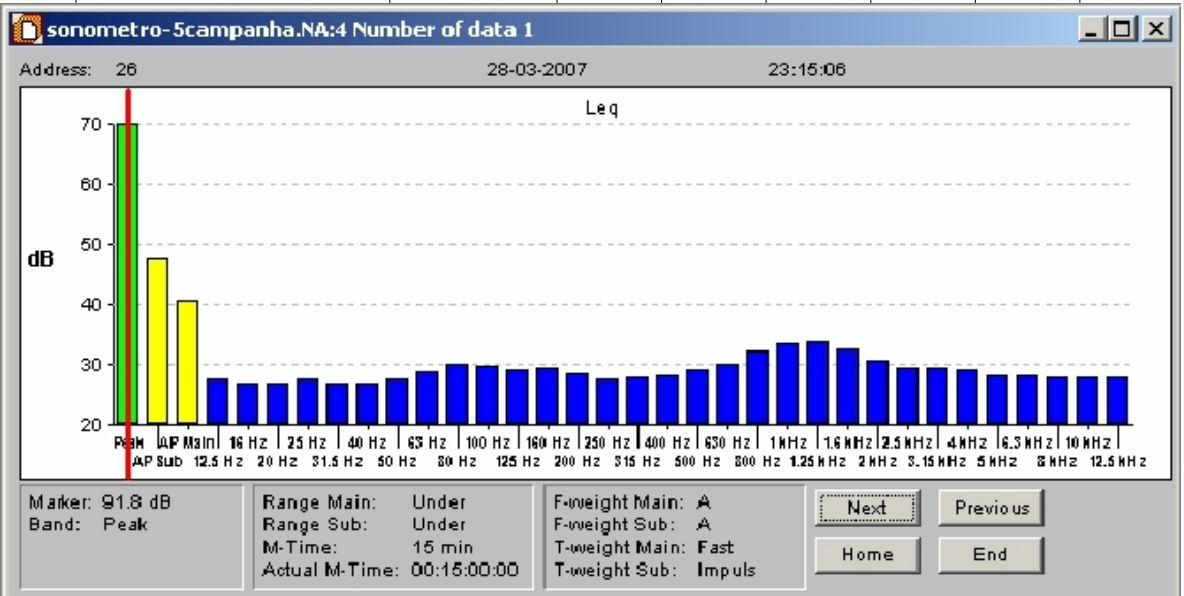 sonometro-5campanha.NA:4 Number of data 1
Address: 26 28-03-2007 23:15:06
Leq
70
60
50
dB
40
30
20
Peak AP Main 16 Hz 25 Hz 40 Hz 63 Hz 100 Hz 160 Hz 250 Hz 400 Hz 630 Hz 1 kHz 1.6 kHz 2.5 kHz 4 kHz 6.3 kHz 10 kHz
AP Sub 12.5 Hz 20 Hz 31.5 Hz 50 Hz 80 Hz 125 Hz 200 Hz 315 Hz 500 Hz 800 Hz 1.25 kHz 2 kHz 3.15 kHz 5 kHz 8 kHz 12.5 kHz
Marker: 91.8 dB
Band: Peak
Range Main: Under
Range Sub: Under
M-Time: 15 min
Actual M-Time: 00:15:00:00
F-weight Main: A
F-weight Sub: A
T-weight Main: Fast
T-weight Sub: Impuls
Next Previous
Home End